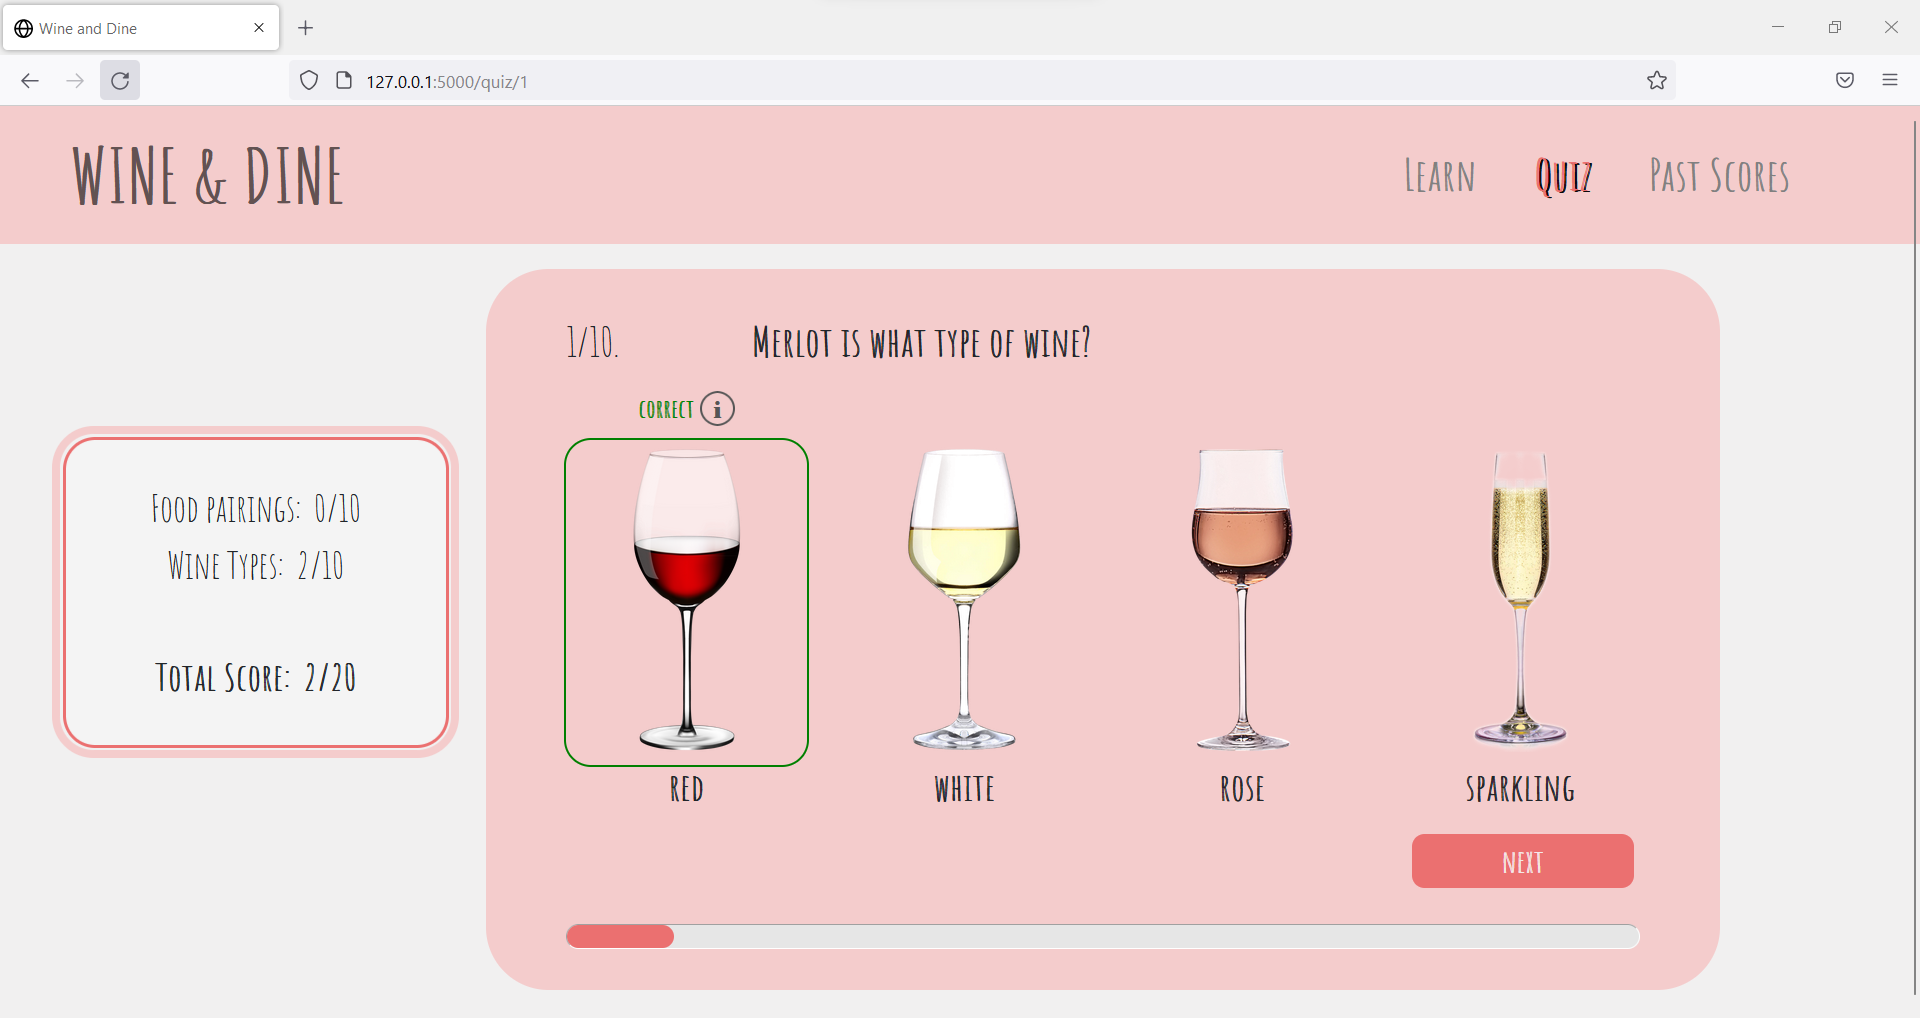 Wine and Dine
127.0.0.1:5000/quiz/1
WINE & DINE
Learn
Quiz
Past Scores
1/10.
Merlot is what type of wine?
correct
i
Food pairings: 0/10
Wine Types: 2/10
Total Score: 2/20
red
white
rose
sparkling
next